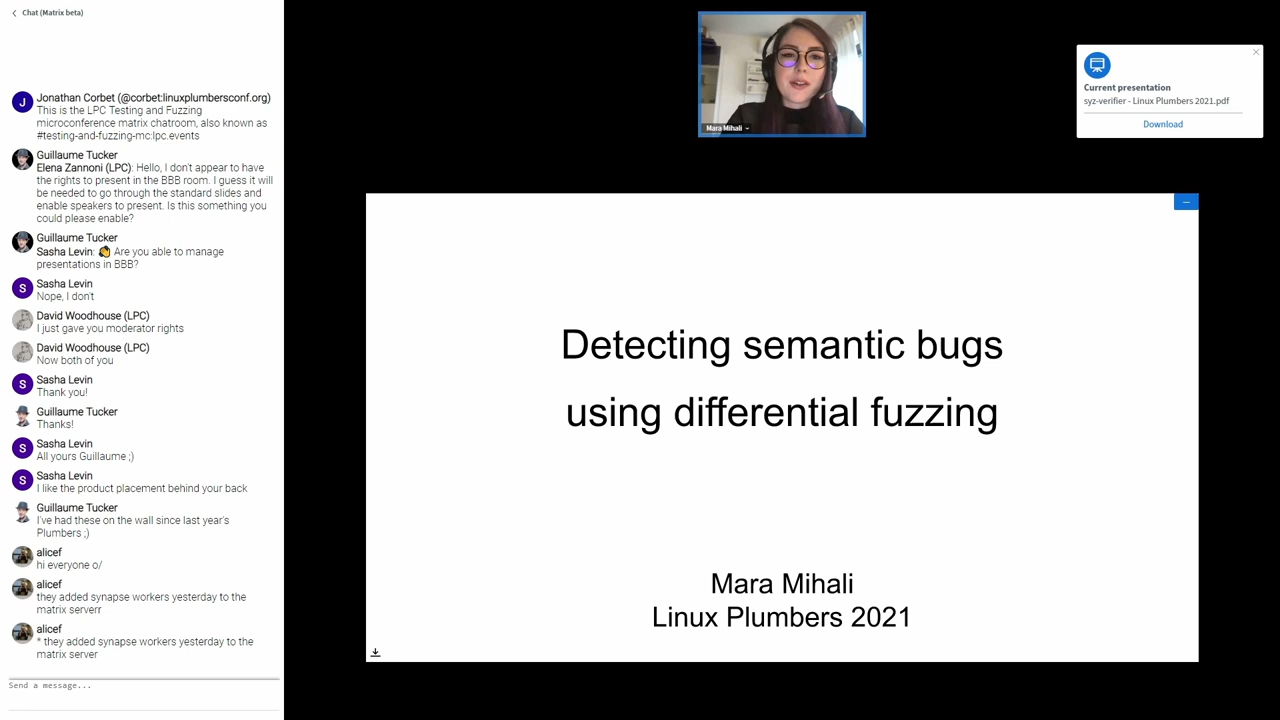 Chat (Matrix beta)
Jonathan Corbet (@corbet:linuxplumbersconf.org)
This is the LPC Testing and Fuzzing
microconference matrix chatroom, also known as
#testing-and-fuzzing-mc:lpc.events
Guillaume Tucker
Elena Zannoni (LPC): Hello, I don't appear to have
the rights to present in the BBB room. I guess it will
be needed to go through the standard slides and
enable speakers to present. Is this something you
could please enable?
Guillaume Tucker
Sasha Levin: 👏 Are you able to manage
presentations in BBB?
Sasha Levin
Nope, I don't
David Woodhouse (LPC)
I just gave you moderator rights
David Woodhouse (LPC)
Now both of you
Sasha Levin
Thank you!
Guillaume Tucker
Thanks!
Sasha Levin
All yours Guillaume ;)
Sasha Levin
I like the product placement behind your back
Guillaume Tucker
I've had these on the wall since last year's
Plumbers ;)
alicef
hi everyone o/
alicef
they added synapse workers yesterday to the
matrix serverr
alicef
* they added synapse workers yesterday to the
matrix server
Send a message...
Mara Mihali
Current presentation
syz-verifier - Linux Plumbers 2021.pdf
Download
Detecting semantic bugs
using differential fuzzing
Mara Mihali
Linux Plumbers 2021
J
S
S
S
S